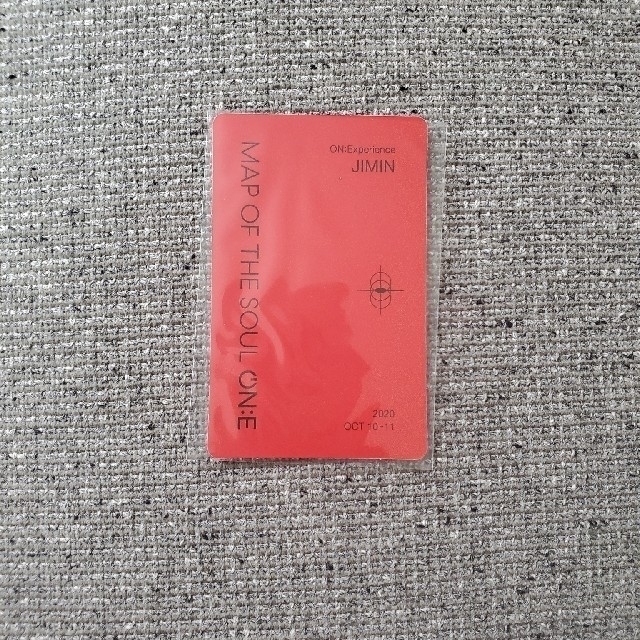 ON:Experience
JIMIN
MAP OF THE SOUL ON:E
2020
OCT 10-11